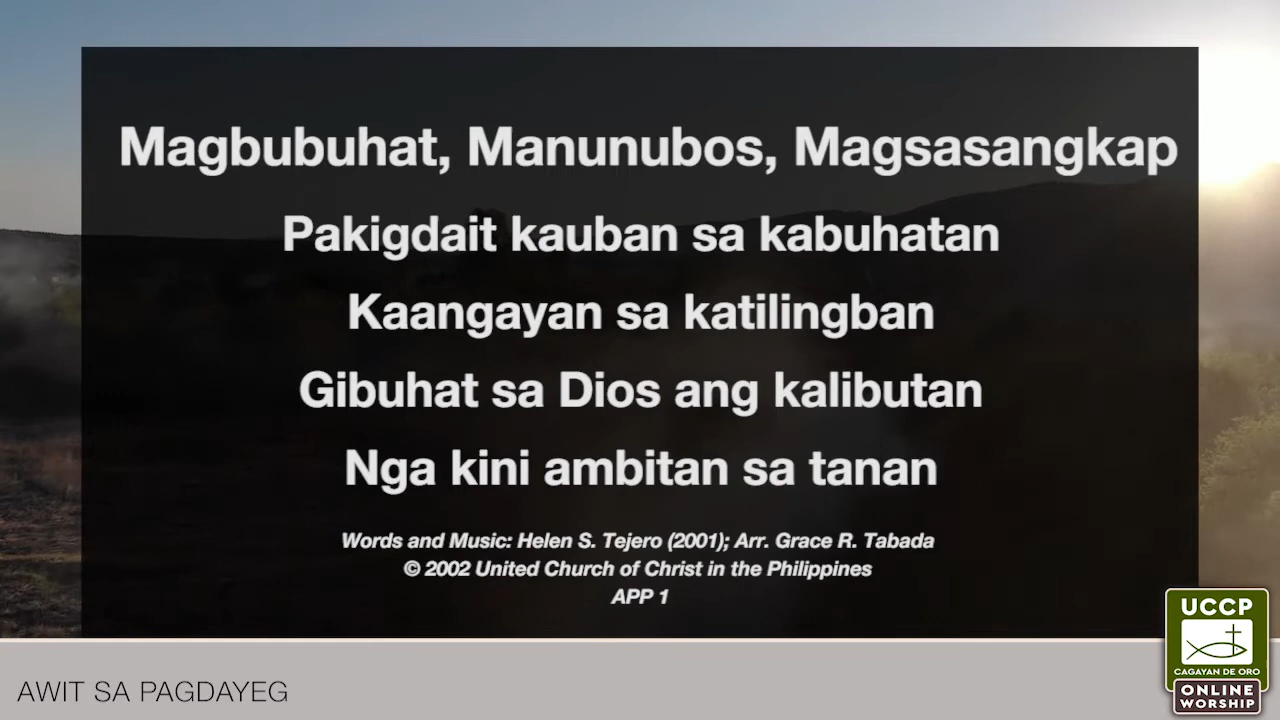 Magbubuhat, Manunubos, Magsasangkap
Pakigdait kauban sa kabuhatan
Kaangayan sa katilingban
Gibuhat sa Dios ang kalibutan
Nga kini ambitan sa tanan
Words and Music: Helen S. Tejero (2001); Arr. Grace R. Tabada
© 2002 United Church of Christ in the Philippines
APP 1
UCCP
CAGAYAN DE ORO
ONLINE
WORSHIP
AWIT SA PAGDAYEG